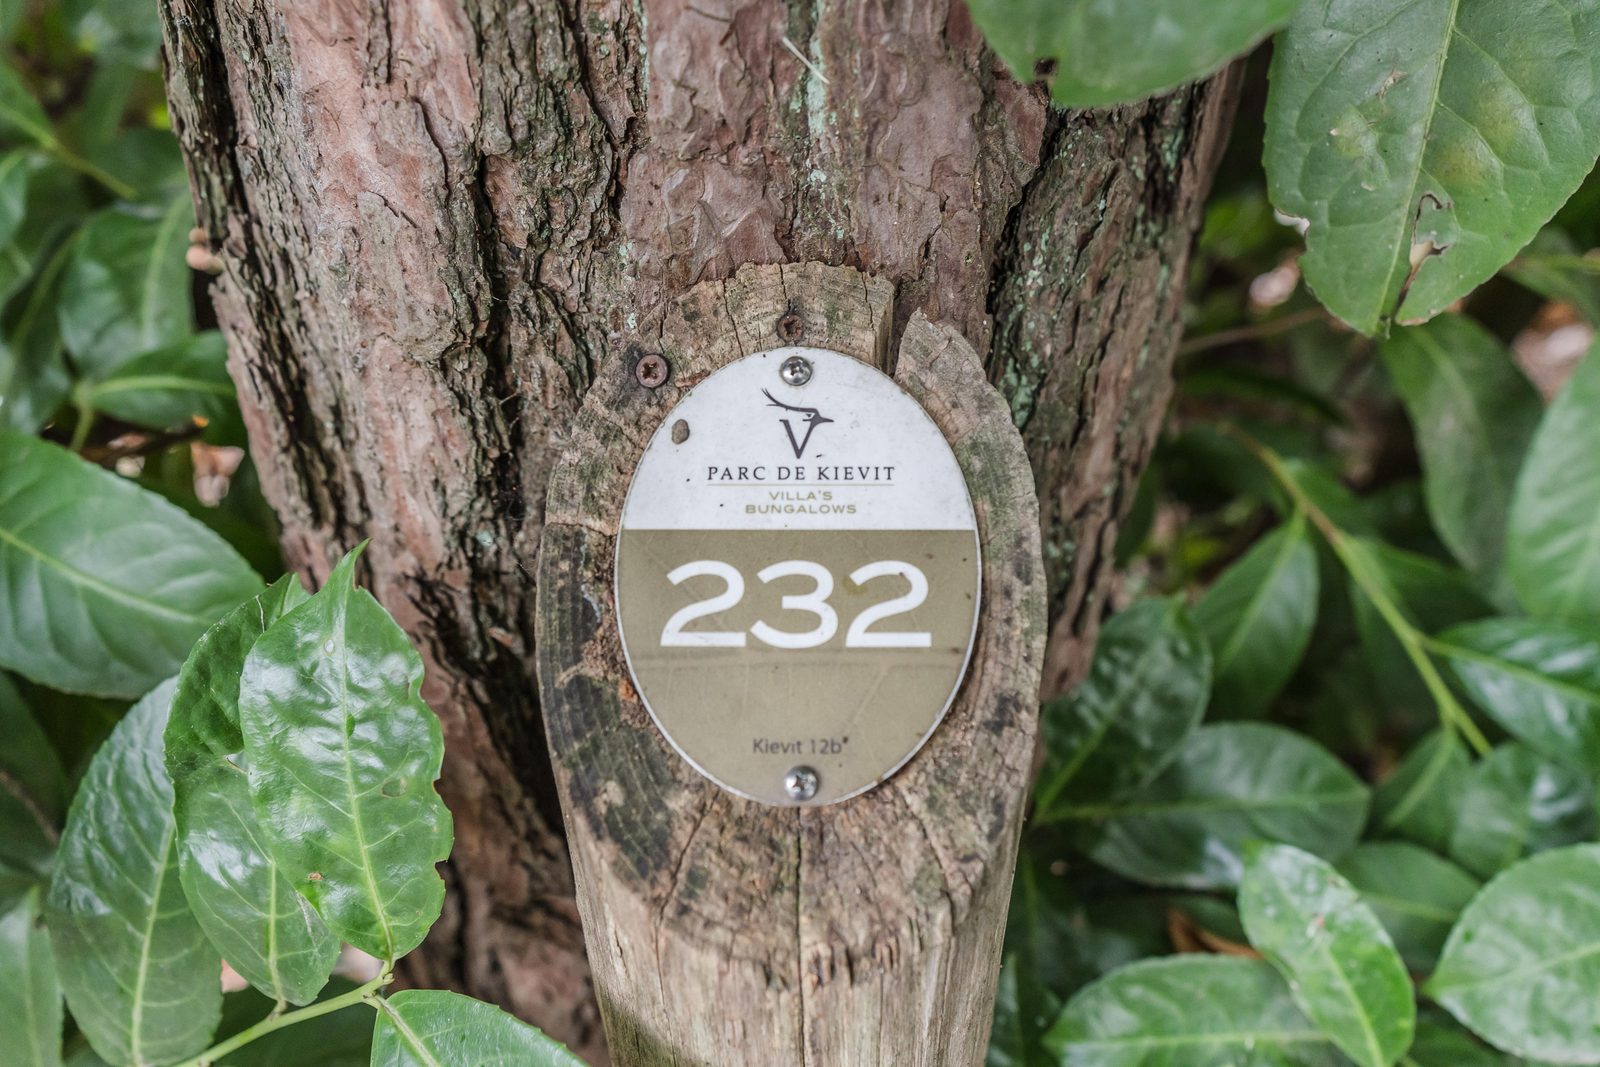 V
PARC DE KIEVIT
VILLA'S
BUNGALOWS
232
Kievit 12b